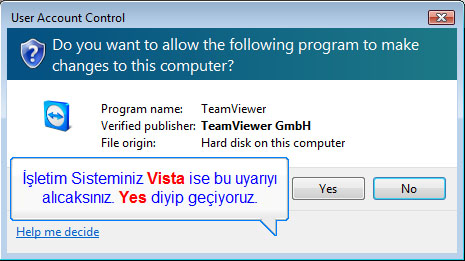 User Account Control
Do you want to allow the following program to make
changes to this computer?
Program name: TeamViewer
Verified publisher: TeamViewer GmbH
File origin: Hard disk on this computer
İşletim Sisteminiz Vista ise bu uyarıyı
alıcaksınız. Yes diyip geçiyoruz.
Yes No
Help me decide